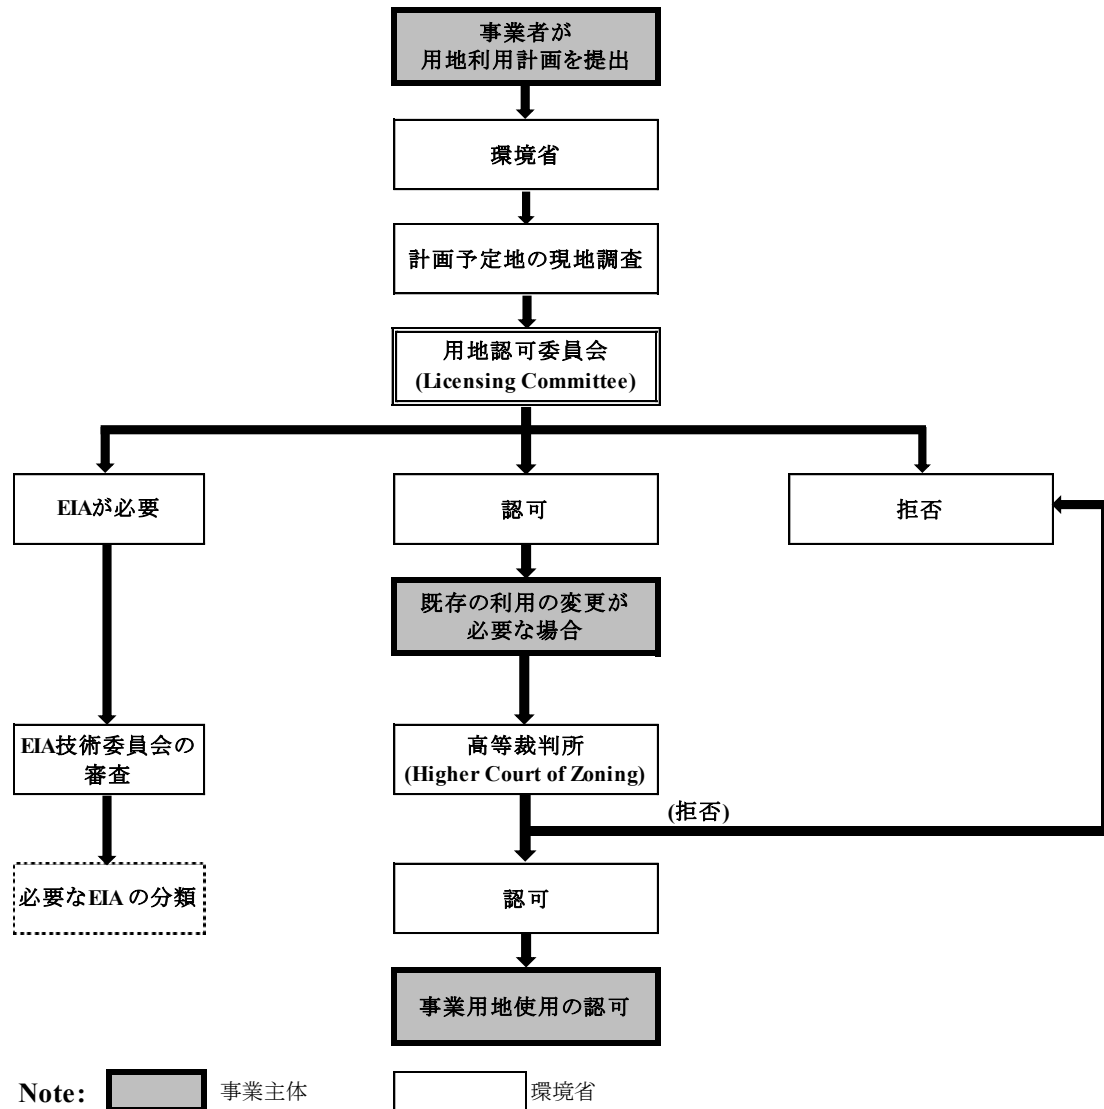 事業者が
用地利用計画を提出
環境省
計画予定地の現地調査
用地認可委員会
(Licensing Committee)
EIAが必要
認可
拒否
既存の利用の変更が
必要な場合
EIA技術委員会の
審査
高等裁判所
(Higher Court of Zoning)
(拒否)
必要なEIAの分類
認可
事業用地使用の認可
Note: 事業主体 環境省